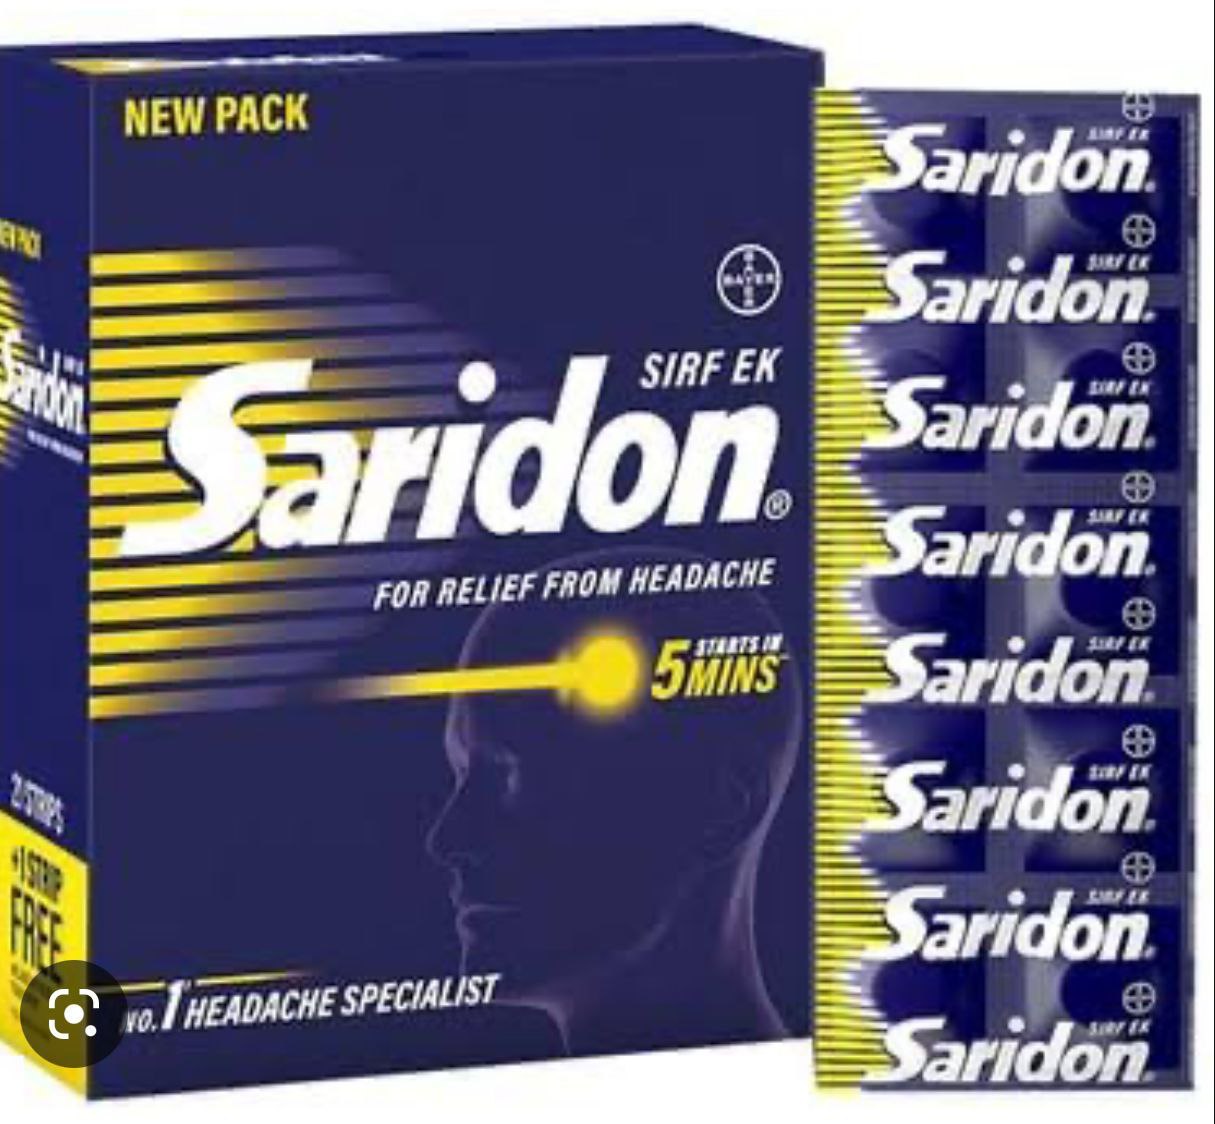 NEW PACK
NEW PACK
BAYER
BAYER
SIRF EK
Saridon®
FOR RELIEF FROM HEADACHE
STARTS IN
5 MINS
NO. 1 HEADACHE SPECIALIST
Saridon
21 STRIPS
+1 STRIP
FREE
SIRF EK
Saridon
SIRF EK
Saridon
SIRF EK
Saridon
SIRF EK
Saridon
SIRF EK
Saridon
SIRF EK
Saridon
SIRF EK
Saridon
SIRF EK
Saridon